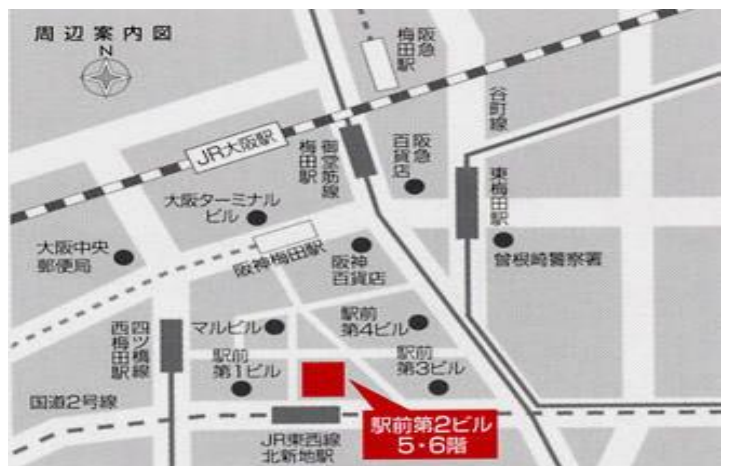 周辺案内図
N
阪急
梅田駅
谷町線
JR大阪駅
御堂筋線
梅田駅
阪急
百貨店
東梅田駅
大阪ターミナル
ビル
大阪中央
郵便局
阪神梅田駅
阪神
百貨店
曾根崎警察署
四ツ橋線
西梅田駅
マルビル
駅前
第4ビル
駅前
第1ビル
駅前
第3ビル
国道2号線
駅前第2ビル
5・6階
JR東西線
北新地駅